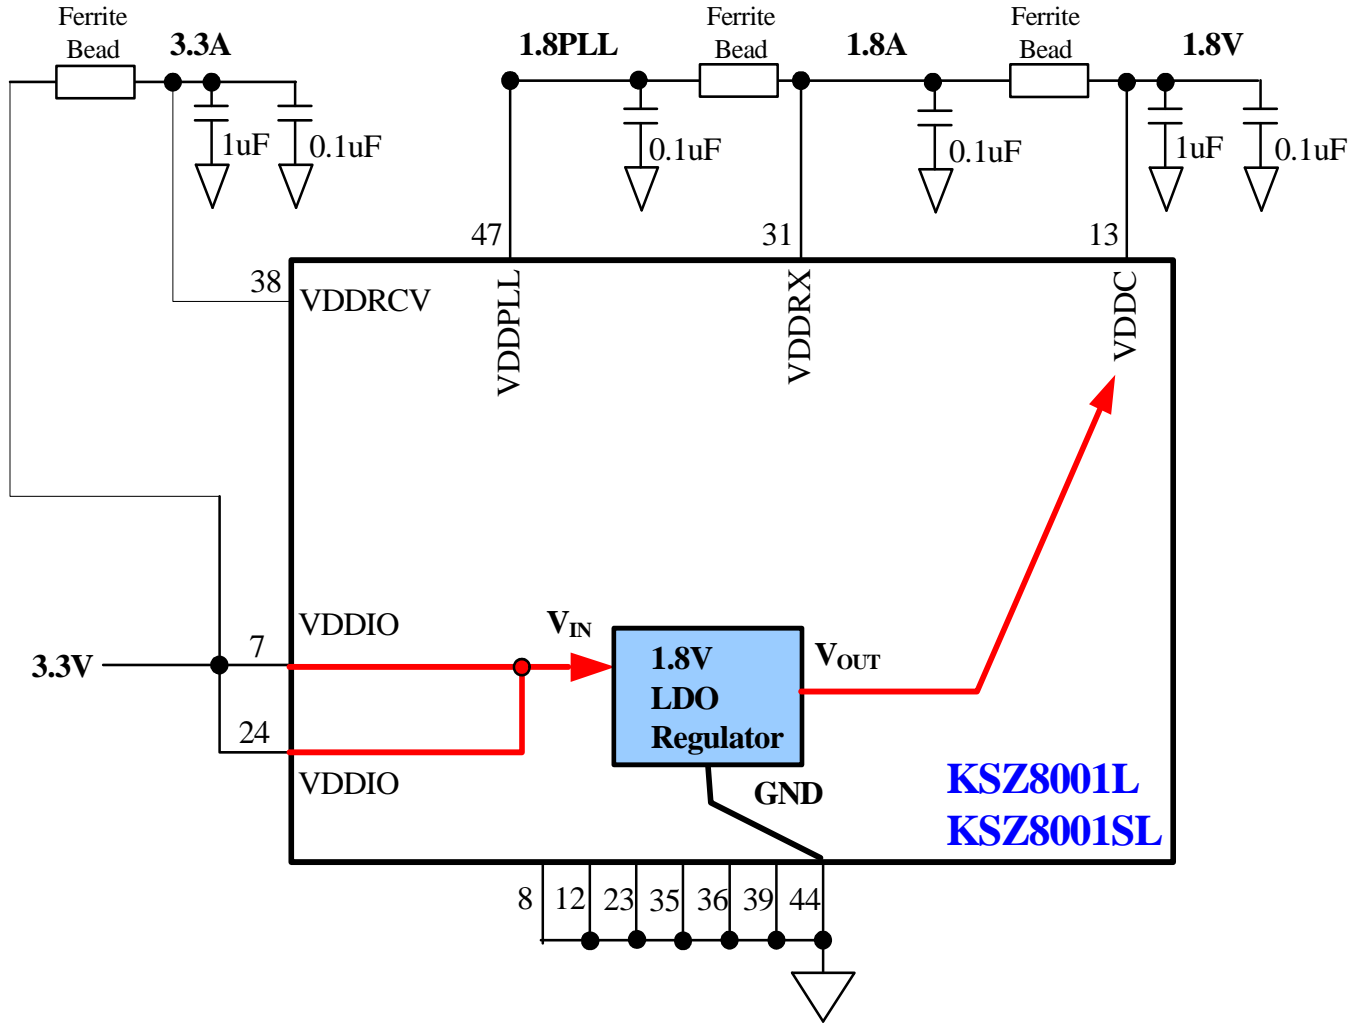 Ferrite
Bead
3.3A
1uF
0.1uF
1.8PLL
Ferrite
Bead
1.8A
Ferrite
Bead
1.8V
0.1uF
0.1uF
1uF
0.1uF
47
31
13
38
VDDRCV
VDDPLL
VDDRX
VDDC
VDDIO
7
3.3V
24
VDDIO
VIN
1.8V
LDO
Regulator
VOUT
GND
KSZ8001L
KSZ8001SL
8
12
23
35
36
39
44